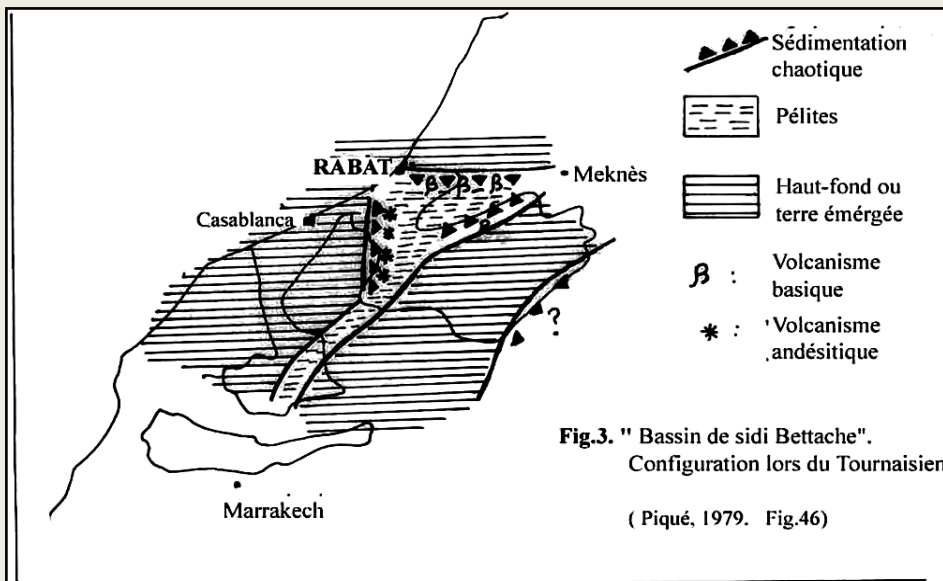 Sédimentation
chaotique
Pélites
RABAT
β β β β
Meknès
Haut-fond ou
terre émérgée
Casablanca
β :
Volcanisme
basique
?
* :
'Volcanisme
.andésitique
Fig.3. " Bassin de sidi Bettache".
Configuration lors du Tournaisien
Marrakech
( Piqué, 1979. Fig.46)